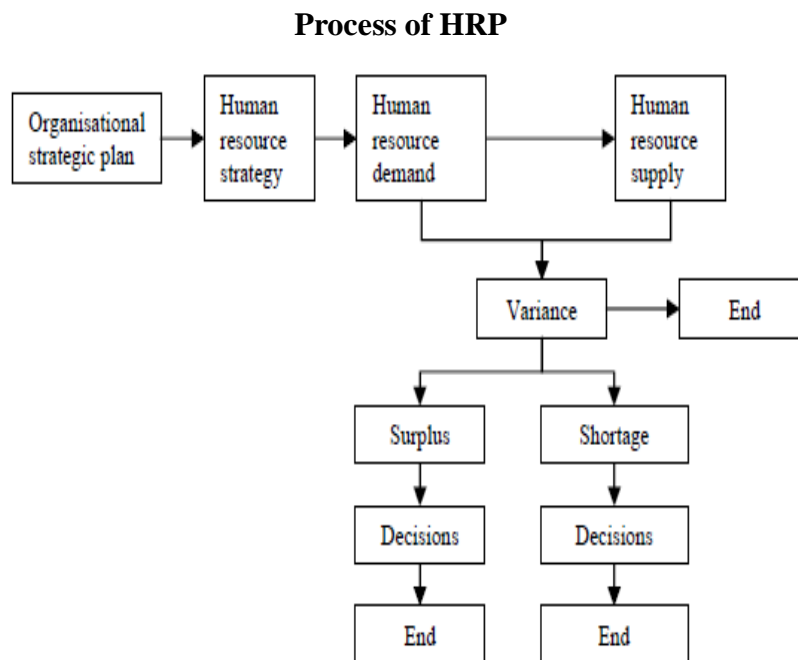 Process of HRP
Organisational
strategic plan
Human
resource
strategy
Human
resource
demand
Human
resource
supply
Variance
End
Surplus
Shortage
Decisions
Decisions
End
End